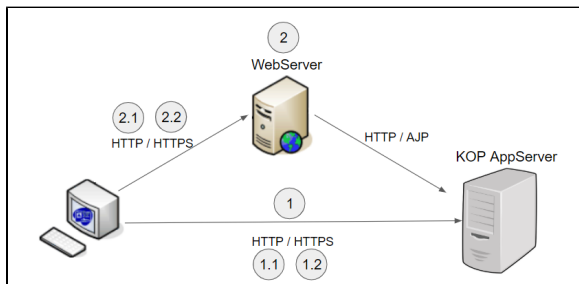 2
WebServer
2.1 2.2
HTTP / HTTPS
HTTP / AJP
KOP AppServer
1
HTTP / HTTPS
1.1 1.2